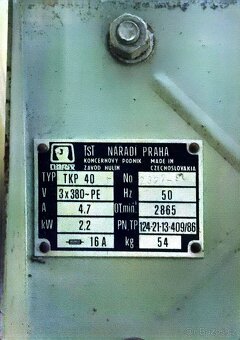 TST NÁŘADÍ PRAHA
KONCERNOVÝ PODNIK MADE IN
ZÁVOD HULÍN CZECHOSLOVAKIA
TYP TKP 40 No
V 3x380~PE Hz 50
A 4.7 OT.min⁻¹ 2865
kW 2.2 PN,TP 124-21-13-409/86
16 A kg 54